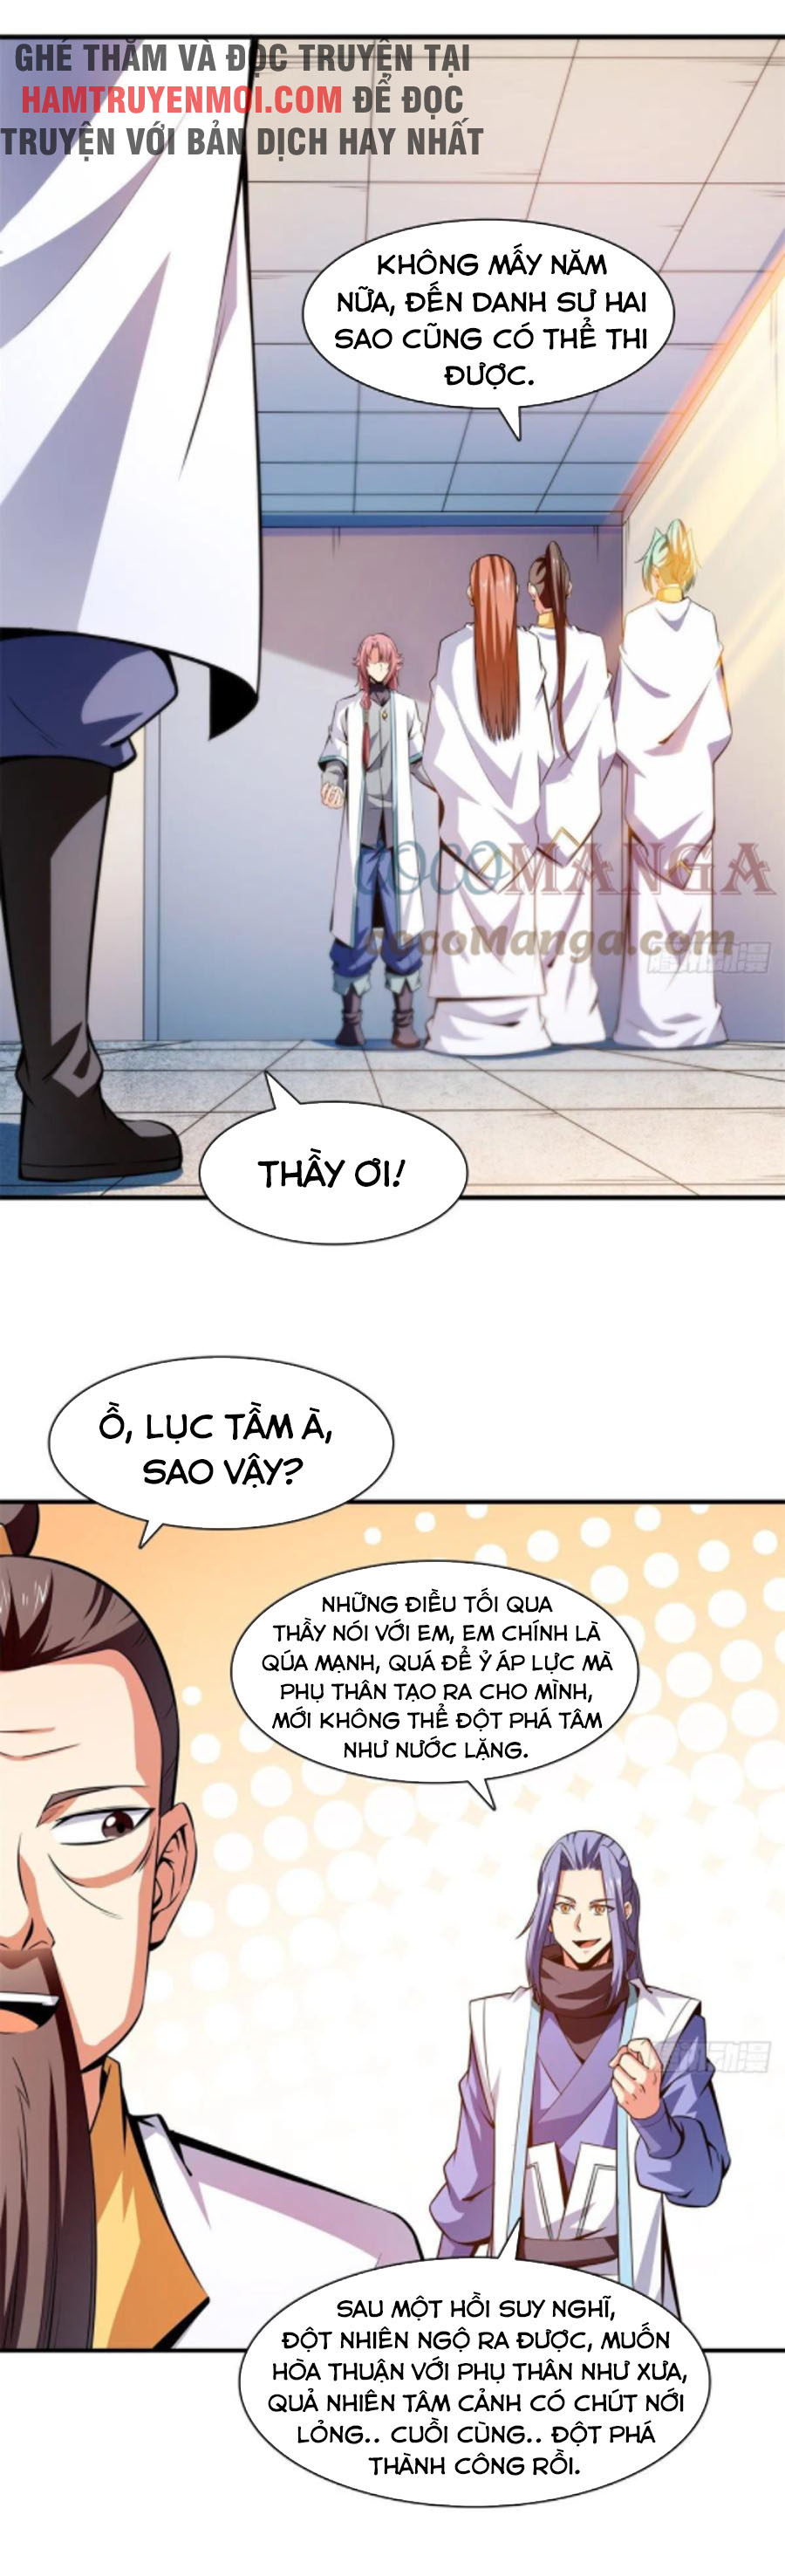 GHÉ THĂM VÀ ĐỌC TRUYỆN TẠI
HAMTRUYENMOI.COM ĐỂ ĐỌC
TRUYỆN VỚI BẢN DỊCH HAY NHẤT
KHÔNG MẤY NĂM
NỮA, ĐẾN DANH SƯ HAI
SAO CŨNG CÓ THỂ THI
ĐƯỢC.
COCOMANGA
cocoManga.com
THẦY ƠI!
Ồ, LỤC TẦM À,
SAO VẬY?
NHỮNG ĐIỀU TỐI QUA
THẦY NÓI VỚI EM, EM CHÍNH LÀ
QÚA MẠNH, QUÁ ĐỂ Ý ÁP LỰC MÀ
PHỤ THÂN TẠO RA CHO MÌNH,
MỚI KHÔNG THỂ ĐỘT PHÁ TÂM
NHƯ NƯỚC LẶNG.
SAU MỘT HỒI SUY NGHĨ,
ĐỘT NHIÊN NGỘ RA ĐƯỢC, MUỐN
HÒA THUẬN VỚI PHỤ THÂN NHƯ XƯA,
QUẢ NHIÊN TÂM CẢNH CÓ CHÚT NỚI
LỎNG.. CUỒI CÙNG.. ĐỘT PHÁ
THÀNH CÔNG RỒI.